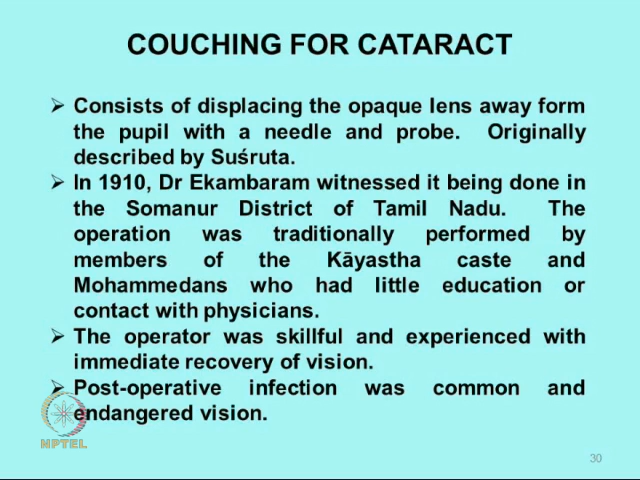 COUCHING FOR CATARACT
➢ Consists of displacing the opaque lens away form
the pupil with a needle and probe. Originally
described by Suśruta.
➢ In 1910, Dr Ekambaram witnessed it being done in
the Somanur District of Tamil Nadu. The
operation was traditionally performed by
members of the Kāyastha caste and
Mohammedans who had little education or
contact with physicians.
➢ The operator was skillful and experienced with
immediate recovery of vision.
➢ Post-operative infection was common and
endangered vision.
NPTEL
30